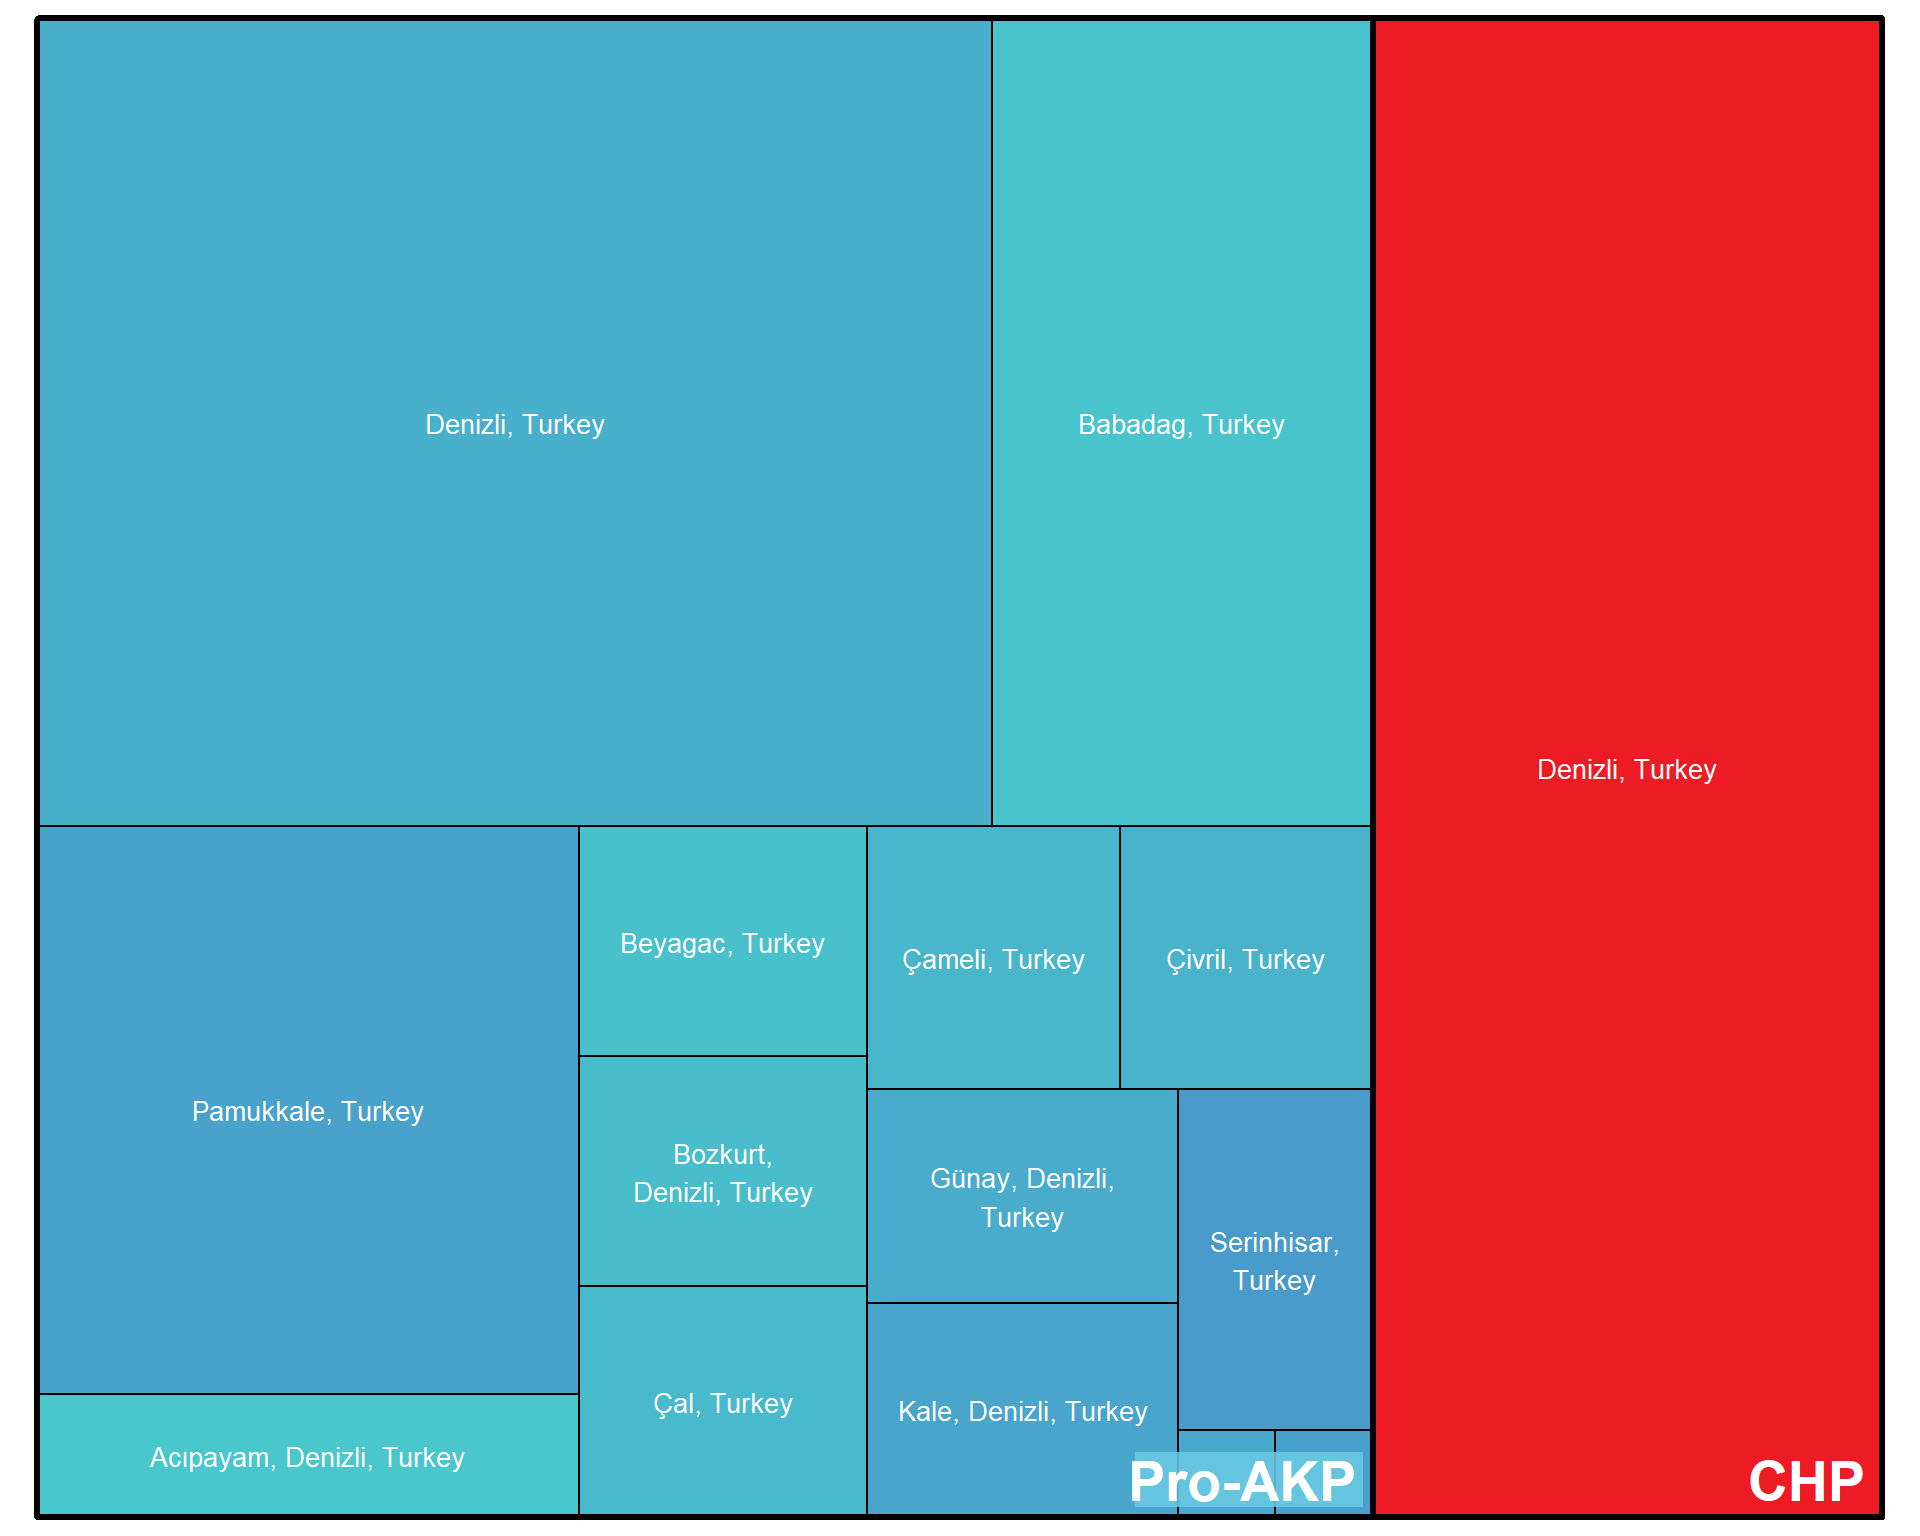 Denizli, Turkey
Babadag, Turkey
Denizli, Turkey
Pamukkale, Turkey
Beyagac, Turkey
Çameli, Turkey
Çivril, Turkey
Bozkurt,
Denizli, Turkey
Günay, Denizli,
Turkey
Serinhisar,
Turkey
Çal, Turkey
Kale, Denizli, Turkey
Acıpayam, Denizli, Turkey
Pro-AKP
CHP